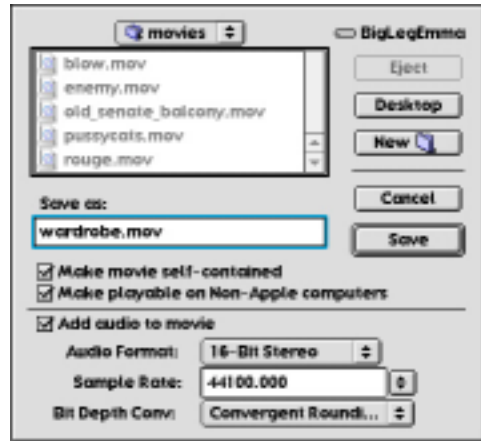 movies
BigLegEmma
blow.mov
enemy.mov
old_senate_balcony.mov
pussycats.mov
rouge.mov
Eject
Desktop
New
Save as:
wardrobe.mov
Cancel
Save
Make movie self-contained
Make playable on Non-Apple computers
Add audio to movie
Audio Format: 16-Bit Stereo
Sample Rate: 44100.000
Bit Depth Conv: Convergent Roundi...